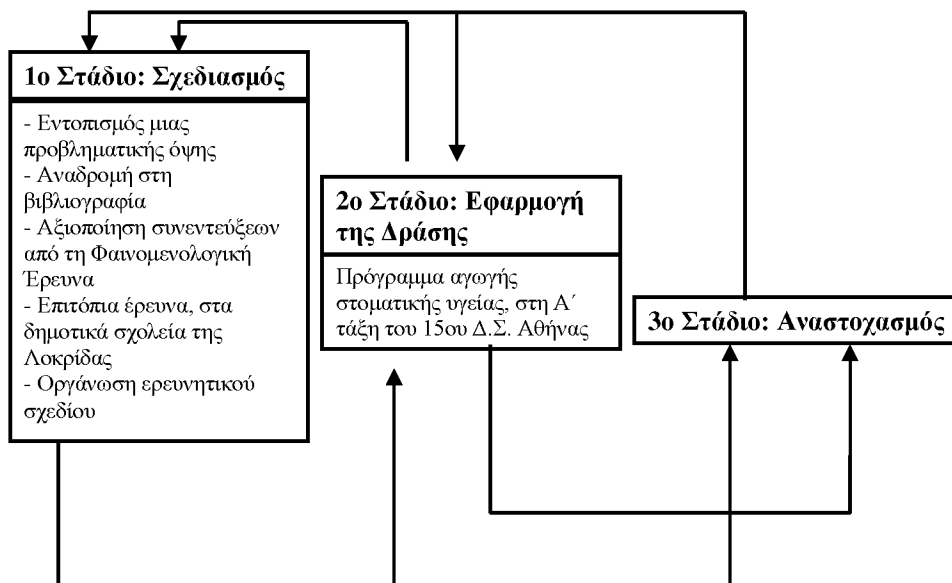 1ο Στάδιο: Σχεδιασμός
- Εντοπισμός μιας
προβληματικής όψης
- Αναδρομή στη
βιβλιογραφία
- Αξιοποίηση συνεντεύξεων
από τη Φαινομενολογική
Έρευνα
- Επιτόπια έρευνα, στα
δημοτικά σχολεία της
Λοκρίδας
- Οργάνωση ερευνητικού
σχεδίου
2ο Στάδιο: Εφαρμογή
της Δράσης
Πρόγραμμα αγωγής
στοματικής υγείας, στη Α΄
τάξη του 15ου Δ.Σ. Αθήνας
3ο Στάδιο: Αναστοχασμός